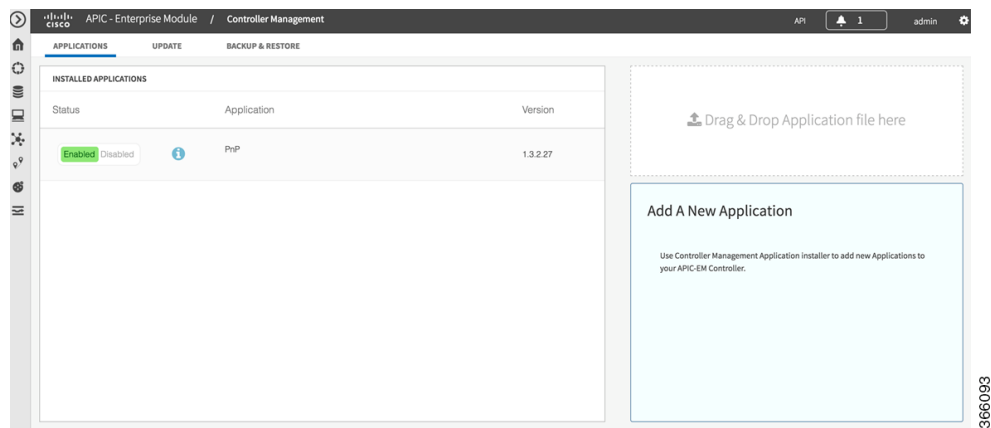 cisco APIC - Enterprise Module / Controller Management API 1 admin
APPLICATIONS UPDATE BACKUP & RESTORE
INSTALLED APPLICATIONS
Status Application Version
Enabled Disabled PnP 1.3.2.27
Drag & Drop Application file here
Add A New Application
Use Controller Management Application installer to add new Applications to
your APIC-EM Controller.
366093